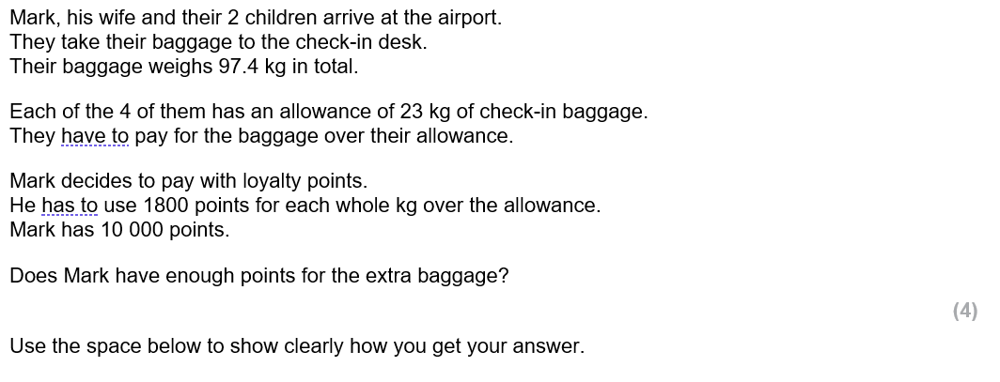 Mark, his wife and their 2 children arrive at the airport.
They take their baggage to the check-in desk.
Their baggage weighs 97.4 kg in total.
Each of the 4 of them has an allowance of 23 kg of check-in baggage.
They have to pay for the baggage over their allowance.
Mark decides to pay with loyalty points.
He has to use 1800 points for each whole kg over the allowance.
Mark has 10 000 points.
Does Mark have enough points for the extra baggage?
(4)
Use the space below to show clearly how you get your answer.